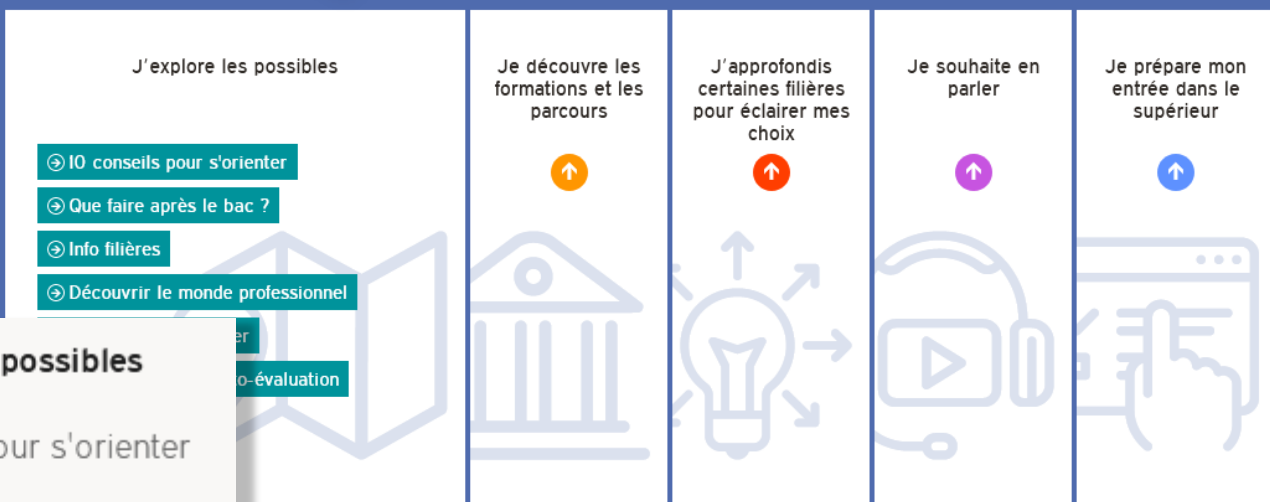 J'explore les possibles
10 conseils pour s'orienter
Que faire après le bac ?
Info filières
Découvrir le monde professionnel
er
o-évaluation
possibles
our s'orienter
Je découvre les
formations et les
parcours
J'approfondis
certaines filières
pour éclairer mes
choix
Je souhaite en
parler
Je prépare mon
entrée dans le
supérieur